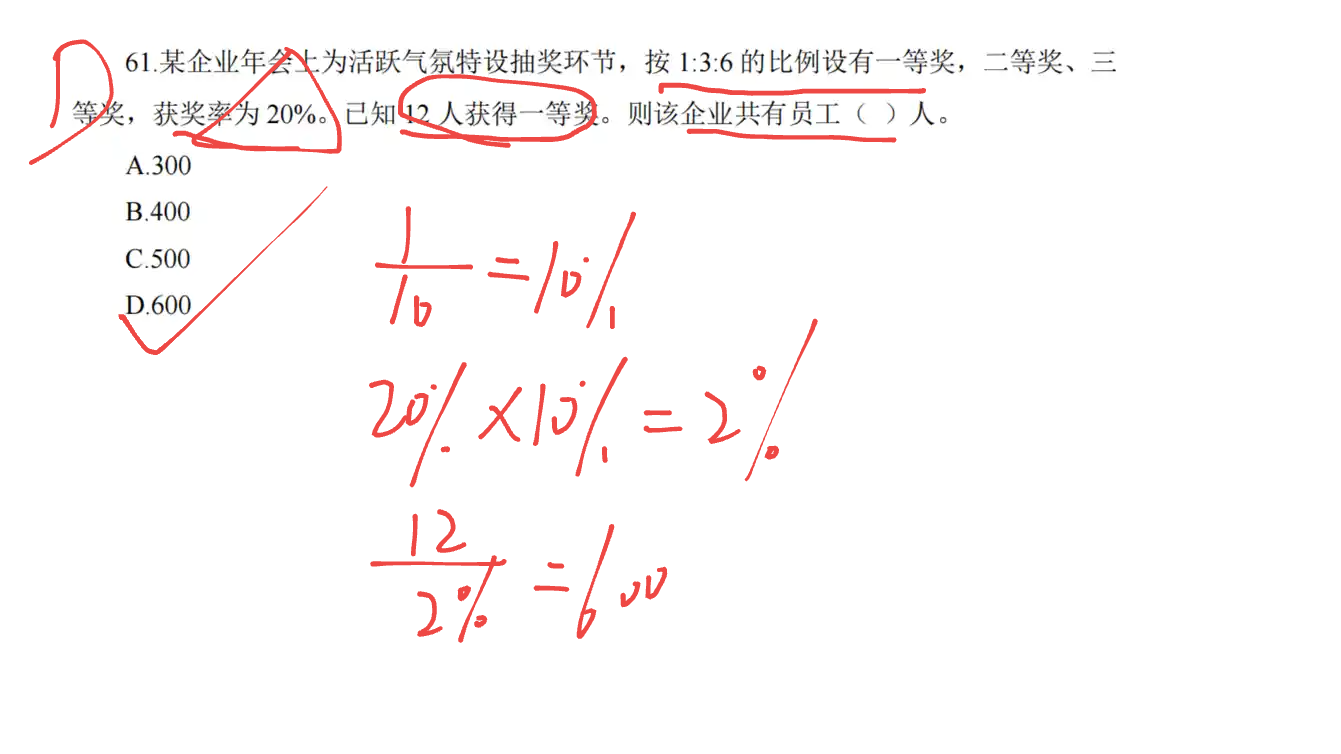 61.某企业年会上为活跃气氛特设抽奖环节，按 1:3:6 的比例设有一等奖，二等奖、三
等奖，获奖率为 20%。已知 12 人获得一等奖。则该企业共有员工（ ）人。
A.300
B.400
C.500
D.600
1/10 = 10%
20% × 10% = 2%
12/2% = 600